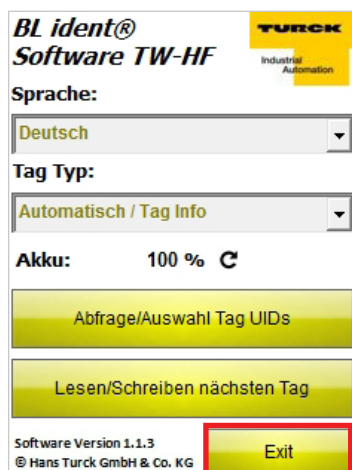 BL ident®
Software TW-HF
TURCK
Industrial
Automation
Sprache:
Deutsch
Tag Typ:
Automatisch / Tag Info
Akku: 100 %
Abfrage/Auswahl Tag UIDs
Lesen/Schreiben nächsten Tag
Software Version 1.1.3
© Hans Turck GmbH & Co. KG
Exit